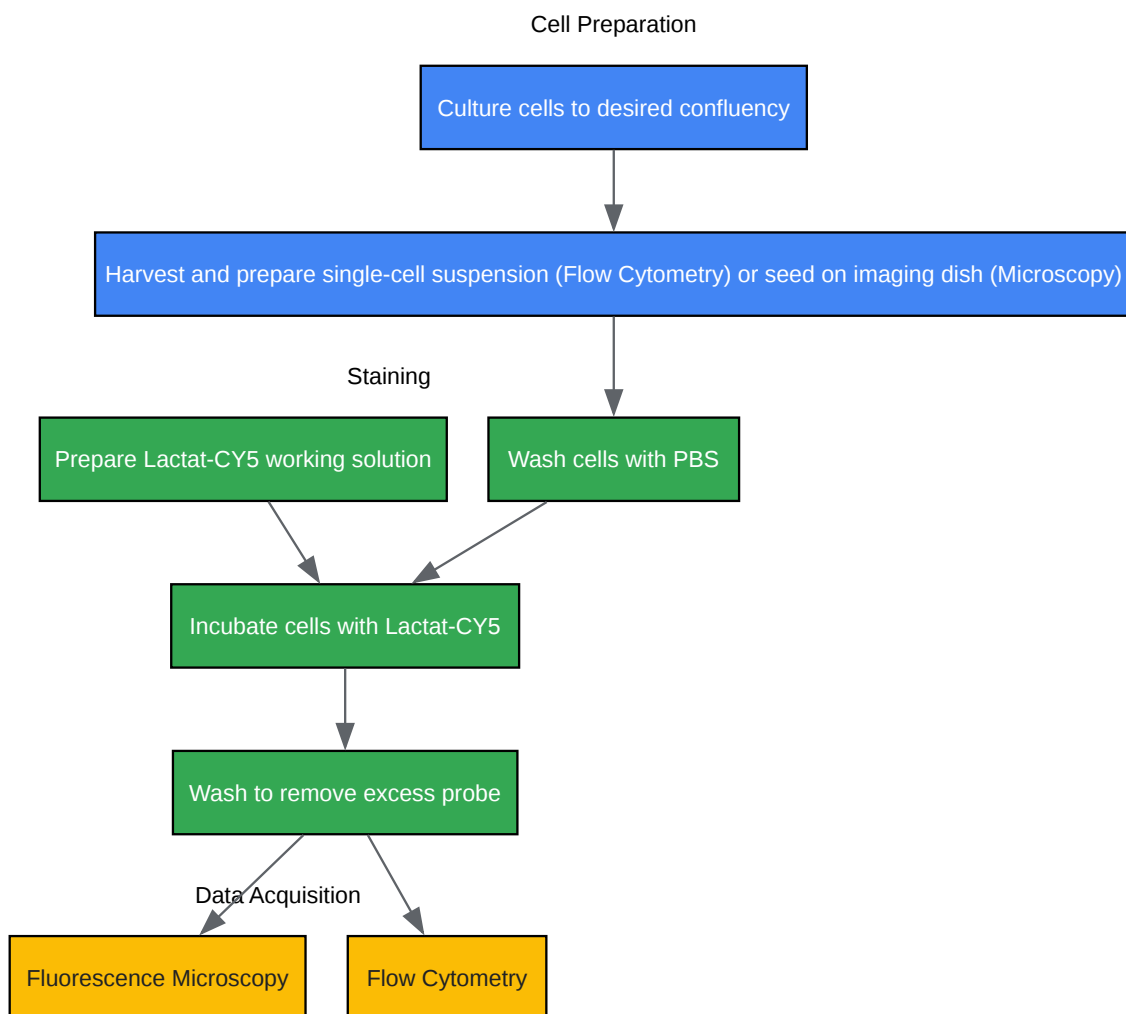 Cell Preparation
Culture cells to desired confluency
Harvest and prepare single-cell suspension (Flow Cytometry) or seed on imaging dish (Microscopy)
Staining
Prepare Lactat-CY5 working solution
Wash cells with PBS
Incubate cells with Lactat-CY5
Wash to remove excess probe
Data Acquisition
Fluorescence Microscopy
Flow Cytometry